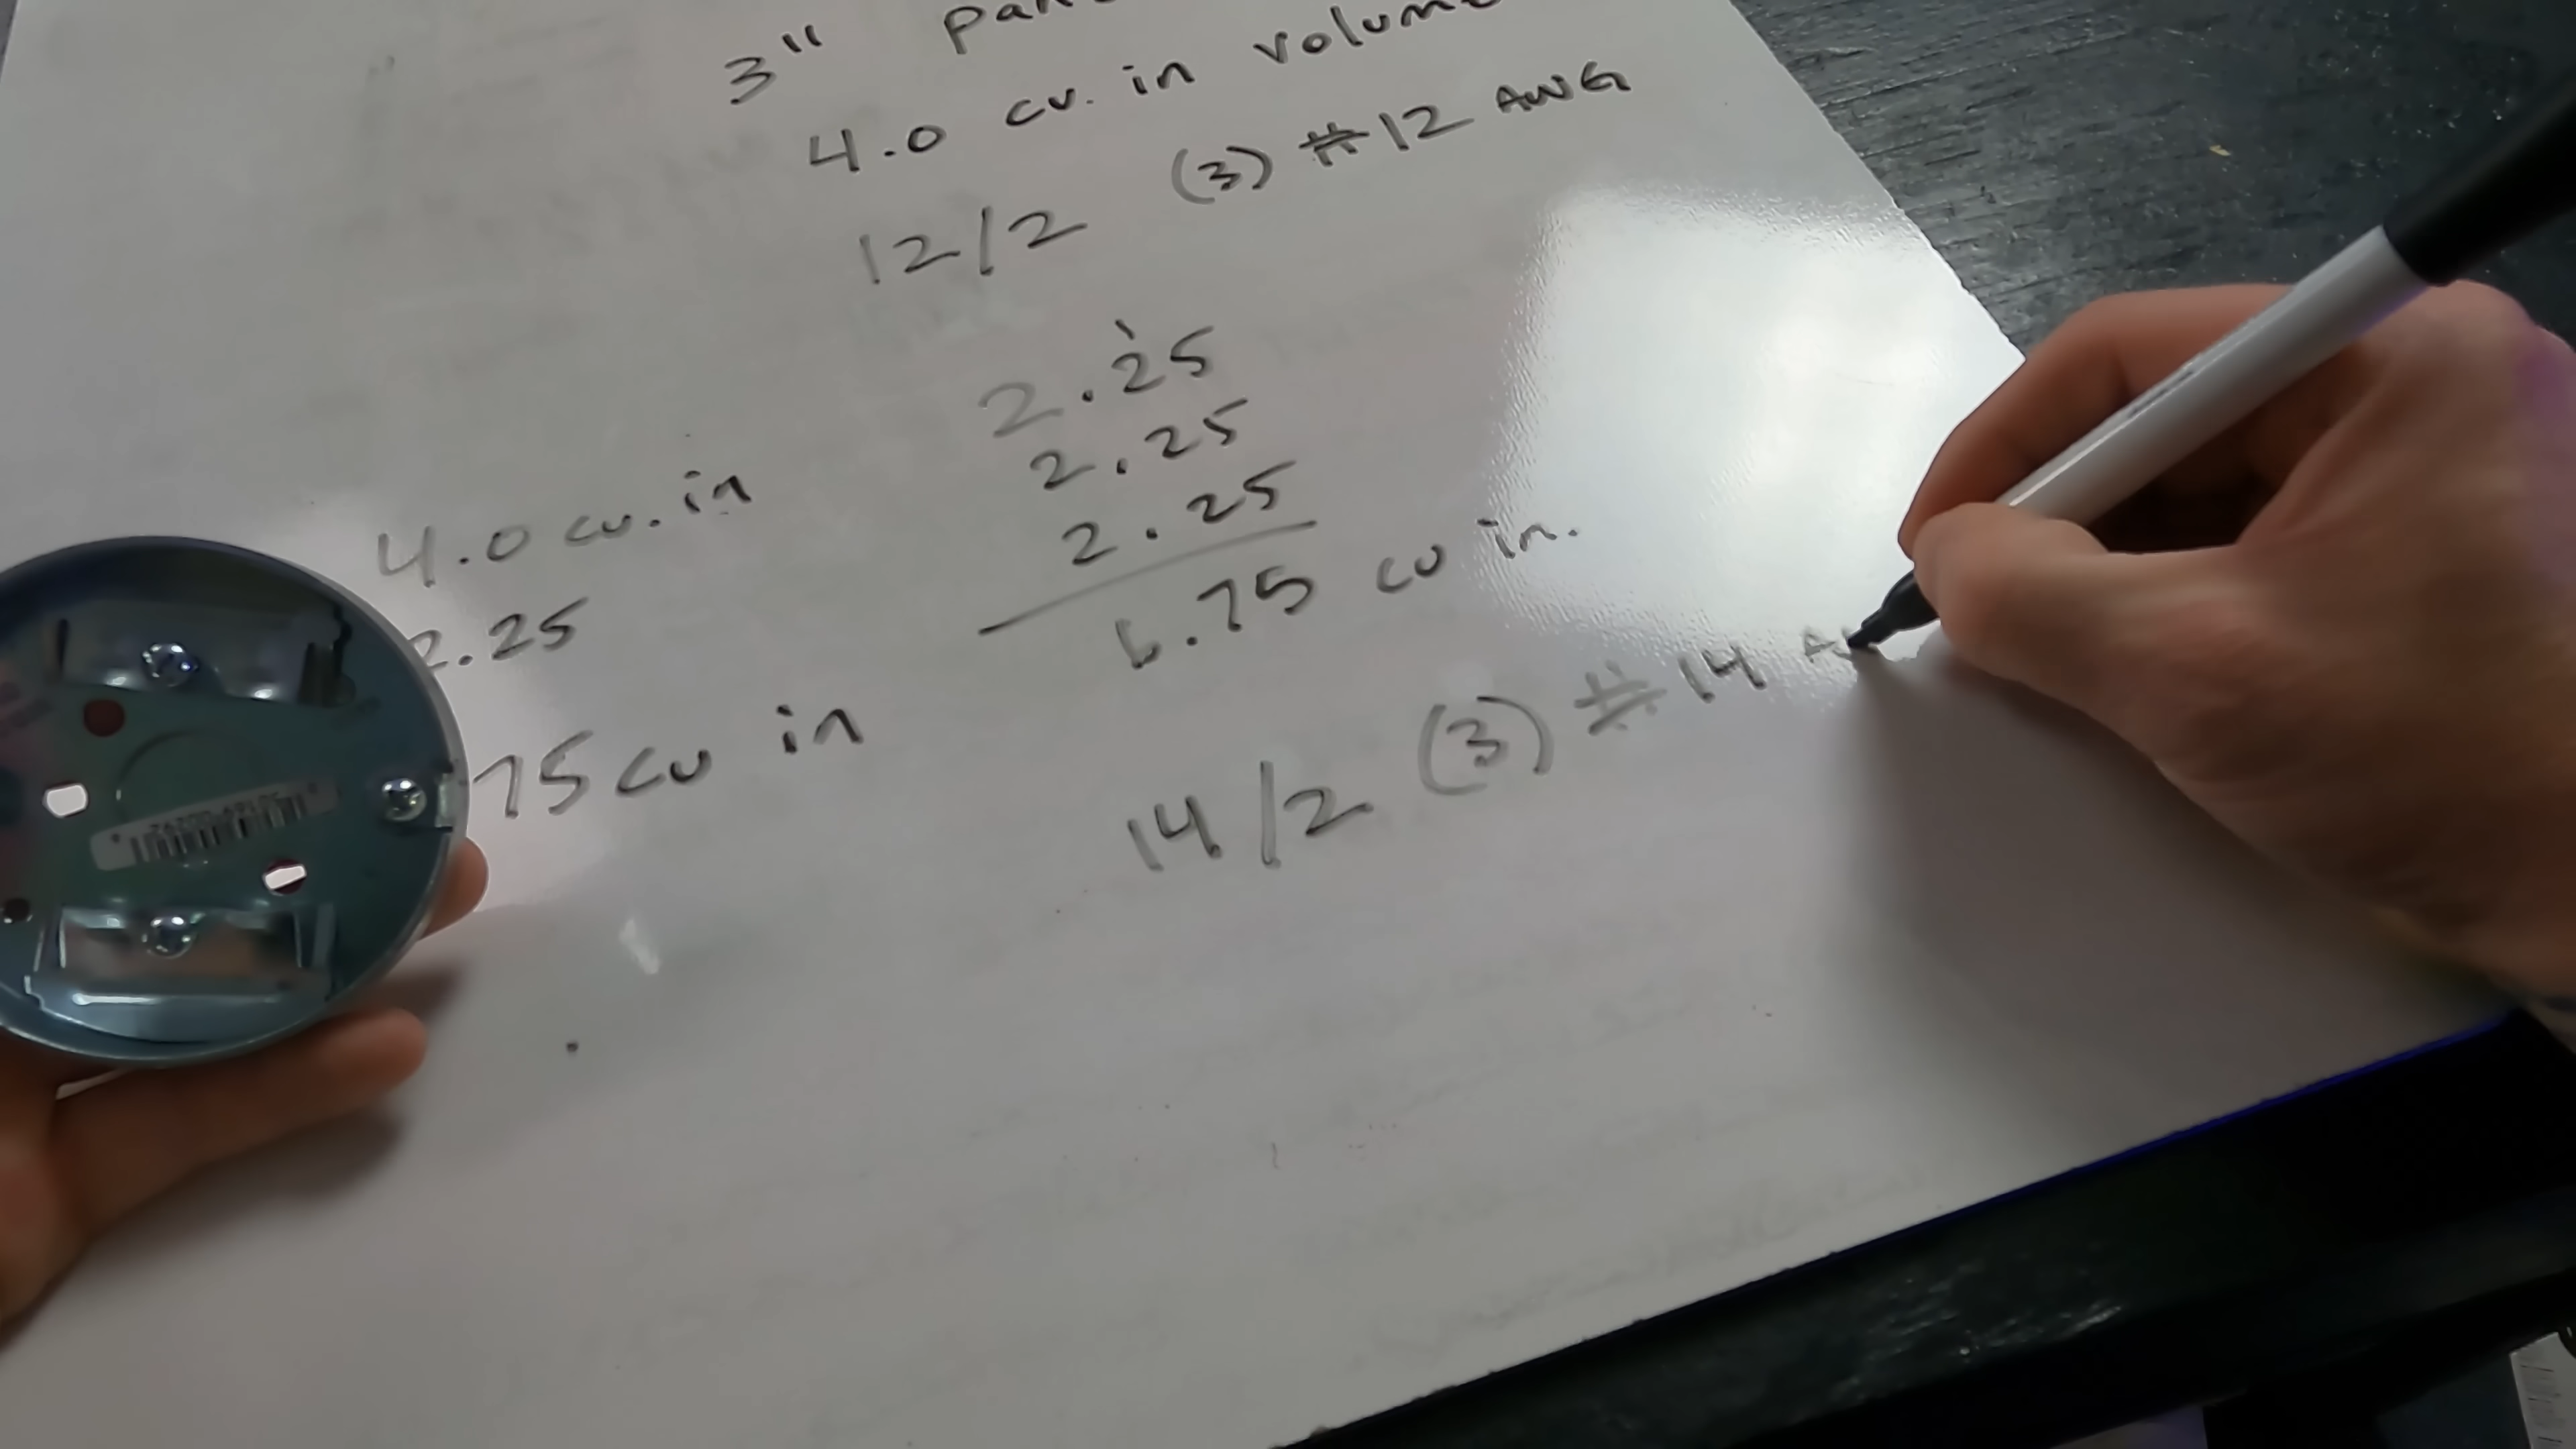 3"
4.0 cu. in volume
12/2 (3) #12 AWG
2.25
2.25
2.25
6.75 cu in.
4.0 cu. in
2.25
75 cu in
14/2 (3) #14 A